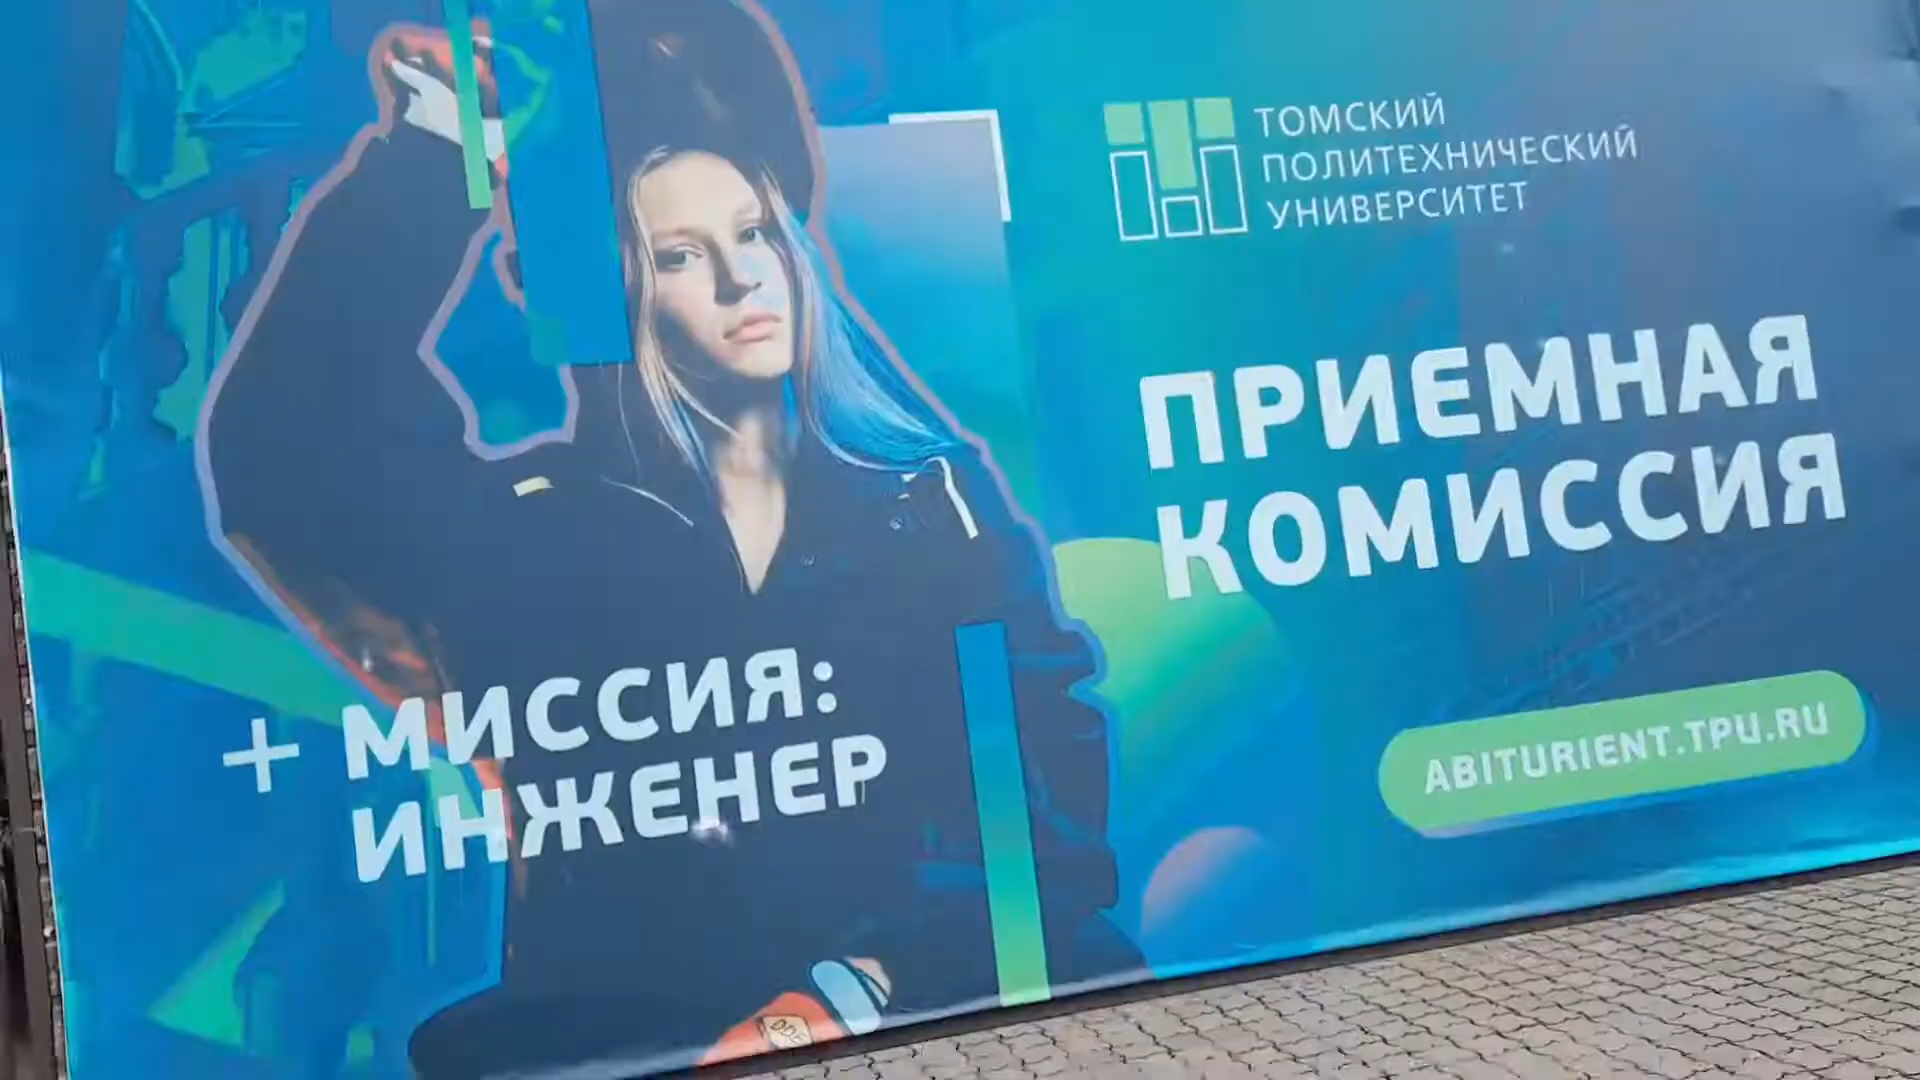 ТОМСКИЙ
ПОЛИТЕХНИЧЕСКИЙ
УНИВЕРСИТЕТ
ПРИЕМНАЯ
КОМИССИЯ
+ МИССИЯ:
ИНЖЕНЕР
ABITURIENT.TPU.RU